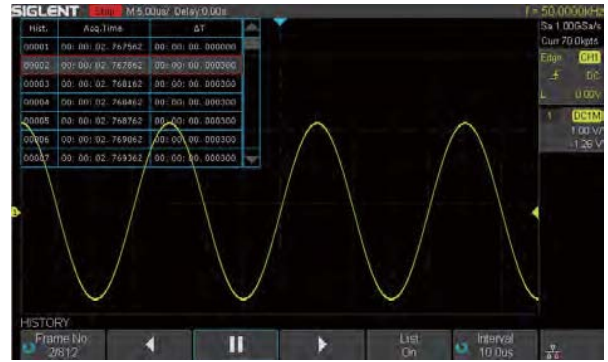 SIGLENT Stop M 5.00us/ Delay:0.00s f = 50.0000kHz
Hist. Acq.Time ΔT
00001 00: 00: 02. 767562 00: 00: 00. 000000
00002 00: 00: 02. 767862 00: 00: 00. 000300
00003 00: 00: 02. 768162 00: 00: 00. 000300
00004 00: 00: 02. 768462 00: 00: 00. 000300
00005 00: 00: 02. 768762 00: 00: 00. 000300
00006 00: 00: 02. 769062 00: 00: 00. 000300
00007 00: 00: 02. 769362 00: 00: 00. 000300
Sa 1.00GSa/s
Curr 70.0kpts
Edge CH1
DC
L 0.00V
1 DC1M
1.00 V/
-1.26 V
HISTORY
Frame No.
2/812
List
On
Interval
10.0us